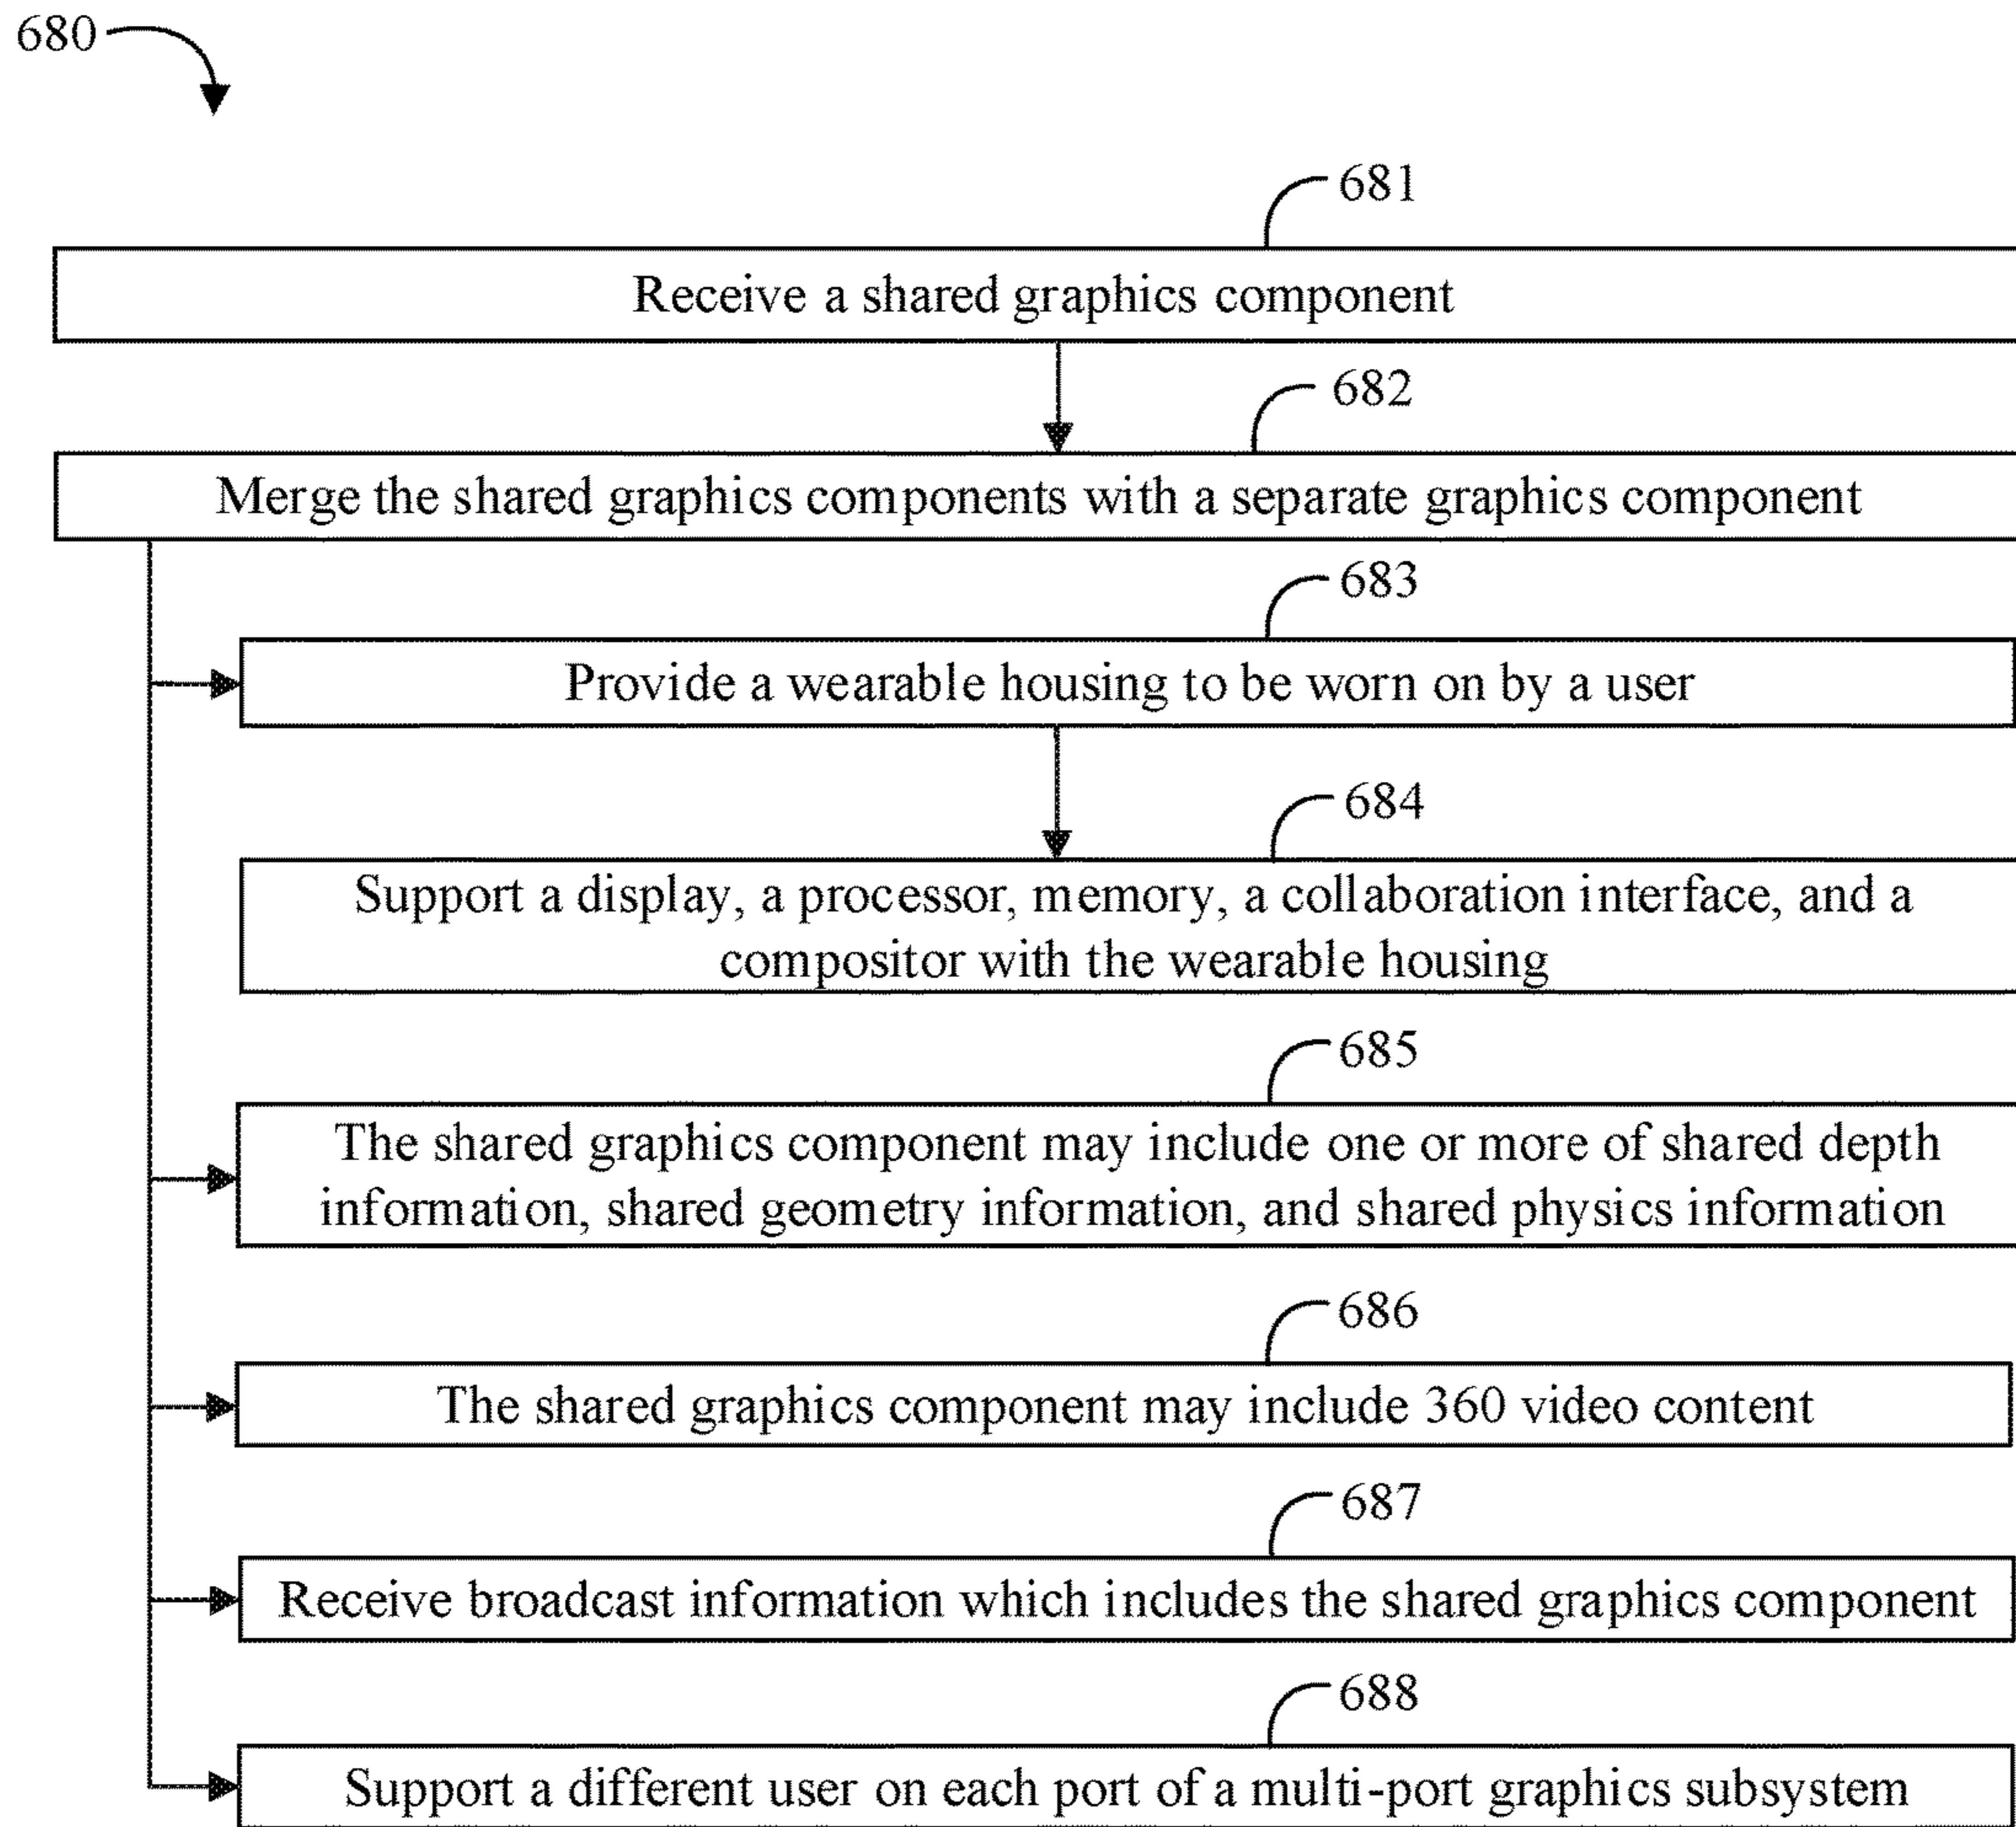 680
681
Receive a shared graphics component
682
Merge the shared graphics components with a separate graphics component
683
Provide a wearable housing to be worn on by a user
684
Support a display, a processor, memory, a collaboration interface, and a
compositor with the wearable housing
685
The shared graphics component may include one or more of shared depth
information, shared geometry information, and shared physics information
686
The shared graphics component may include 360 video content
687
Receive broadcast information which includes the shared graphics component
688
Support a different user on each port of a multi-port graphics subsystem